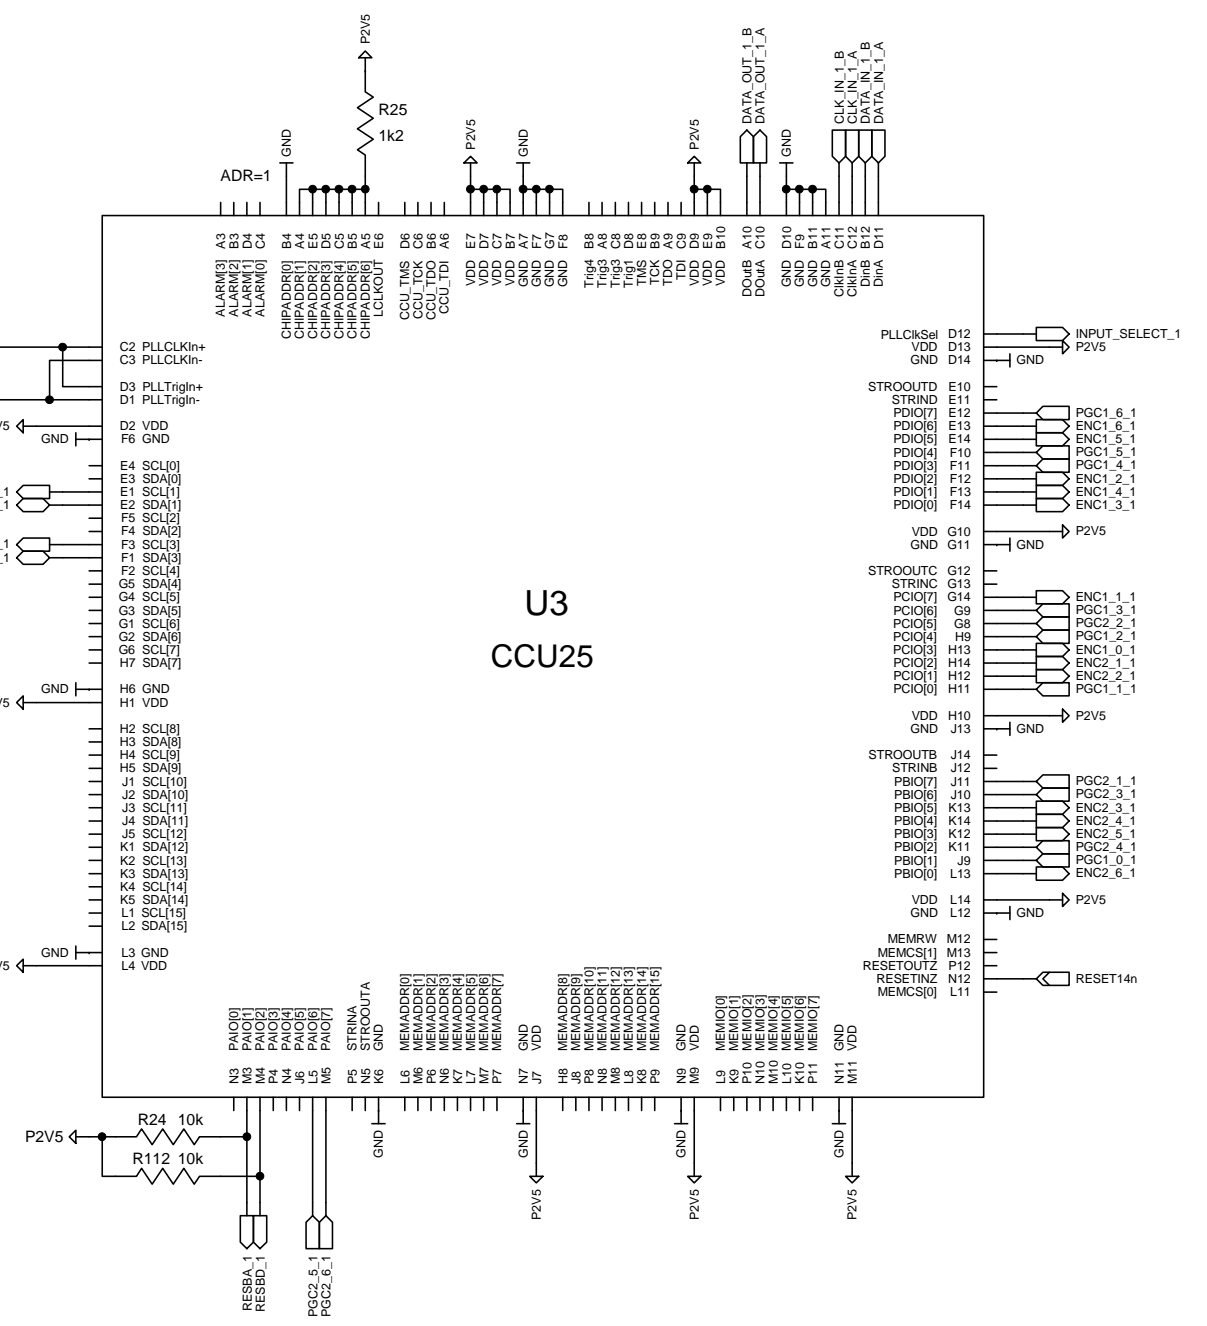 P2V5
R25
1k2
ADR=1
GND
P2V5
GND
P2V5
DATA_OUT_1_B
DATA_OUT_1_A
GND
CLK_IN_1_B
CLK_IN_1_A
DATA_IN_1_B
DATA_IN_1_A
A3 ALARM[3]
B3 ALARM[2]
D4 ALARM[1]
C4 ALARM[0]
B4 CHIPADDR[0]
A4 CHIPADDR[1]
E5 CHIPADDR[2]
D5 CHIPADDR[3]
C5 CHIPADDR[4]
B5 CHIPADDR[5]
A5 CHIPADDR[6]
E6 LCLKOUT
D6 CCU_TMS
C6 CCU_TCK
B6 CCU_TDO
A6 CCU_TDI
E7 VDD
D7 VDD
C7 VDD
B7 VDD
A7 GND
F7 GND
G7 GND
F8 GND
B8 Trig4
A8 Trig3
C8 Trig3
D8 Trig1
E8 TMS
B9 TCK
A9 TDO
C9 TDI
D9 VDD
E9 VDD
B10 VDD
A10 DOutB
C10 DOutA
D10 GND
F9 GND
B11 GND
A11 GND
C11 ClkInB
C12 ClkInA
B12 DinB
D11 DinA
C2 PLLCLKIn+
C3 PLLCLKIn-
D3 PLLTrigIn+
D1 PLLTrigIn-
V5 D2 VDD
GND F6 GND
E4 SCL[0]
E3 SDA[0]
_1 E1 SCL[1]
_1 E2 SDA[1]
F5 SCL[2]
F4 SDA[2]
_1 F3 SCL[3]
_1 F1 SDA[3]
F2 SCL[4]
G5 SDA[4]
G4 SCL[5]
G3 SDA[5]
G1 SCL[6]
G2 SDA[6]
G6 SCL[7]
H7 SDA[7]
GND H6 GND
V5 H1 VDD
H2 SCL[8]
H3 SDA[8]
H4 SCL[9]
H5 SDA[9]
J1 SCL[10]
J2 SDA[10]
J3 SCL[11]
J4 SDA[11]
J5 SCL[12]
K1 SDA[12]
K2 SCL[13]
K3 SDA[13]
K4 SCL[14]
K5 SDA[14]
L1 SCL[15]
L2 SDA[15]
GND L3 GND
V5 L4 VDD
U3
CCU25
PLLClkSel D12 INPUT_SELECT_1
VDD D13 P2V5
GND D14 GND
STROOUTD E10
STRIND E11
PDIO[7] E12 PGC1_6_1
PDIO[6] E13 ENC1_6_1
PDIO[5] E14 ENC1_5_1
PDIO[4] F10 PGC1_5_1
PDIO[3] F11 PGC1_4_1
PDIO[2] F12 ENC1_2_1
PDIO[1] F13 ENC1_4_1
PDIO[0] F14 ENC1_3_1
VDD G10 P2V5
GND G11 GND
STROOUTC G12
STRINC G13
PCIO[7] G14 ENC1_1_1
PCIO[6] G9 PGC1_3_1
PCIO[5] G8 PGC2_2_1
PCIO[4] H9 PGC1_2_1
PCIO[3] H13 ENC1_0_1
PCIO[2] H14 ENC2_1_1
PCIO[1] H12 ENC2_2_1
PCIO[0] H11 PGC1_1_1
VDD H10 P2V5
GND J13 GND
STROOUTB J14
STRINB J12
PBIO[7] J11 PGC2_1_1
PBIO[6] J10 PGC2_3_1
PBIO[5] K13 ENC2_3_1
PBIO[4] K14 ENC2_4_1
PBIO[3] K12 ENC2_5_1
PBIO[2] K11 PGC2_4_1
PBIO[1] J9 PGC1_0_1
PBIO[0] L13 ENC2_6_1
VDD L14 P2V5
GND L12 GND
MEMRW M12
MEMCS[1] M13
RESETOUTZ P12
RESETINZ N12 RESET14n
MEMCS[0] L11
N3 PAIO[0]
M3 PAIO[1]
M4 PAIO[2]
P4 PAIO[3]
N4 PAIO[4]
J6 PAIO[5]
L5 PAIO[6]
M5 PAIO[7]
P5 STRINA
N5 STROOUTA
K6 GND
L6 MEMADDR[0]
M6 MEMADDR[1]
P6 MEMADDR[2]
N6 MEMADDR[3]
K7 MEMADDR[4]
L7 MEMADDR[5]
M7 MEMADDR[6]
P7 MEMADDR[7]
N7 GND
J7 VDD
H8 MEMADDR[8]
J8 MEMADDR[9]
P8 MEMADDR[10]
N8 MEMADDR[11]
M8 MEMADDR[12]
L8 MEMADDR[13]
K8 MEMADDR[14]
P9 MEMADDR[15]
N9 GND
M9 VDD
L9 MEMIO[0]
K9 MEMIO[1]
P10 MEMIO[2]
N10 MEMIO[3]
M10 MEMIO[4]
L10 MEMIO[5]
K10 MEMIO[6]
P11 MEMIO[7]
N11 GND
M11 VDD
P2V5
R24 10k
R112 10k
RESBA_1
RESBD_1
PGC2_5_1
PGC2_6_1
GND
GND
P2V5
GND
P2V5
GND
P2V5